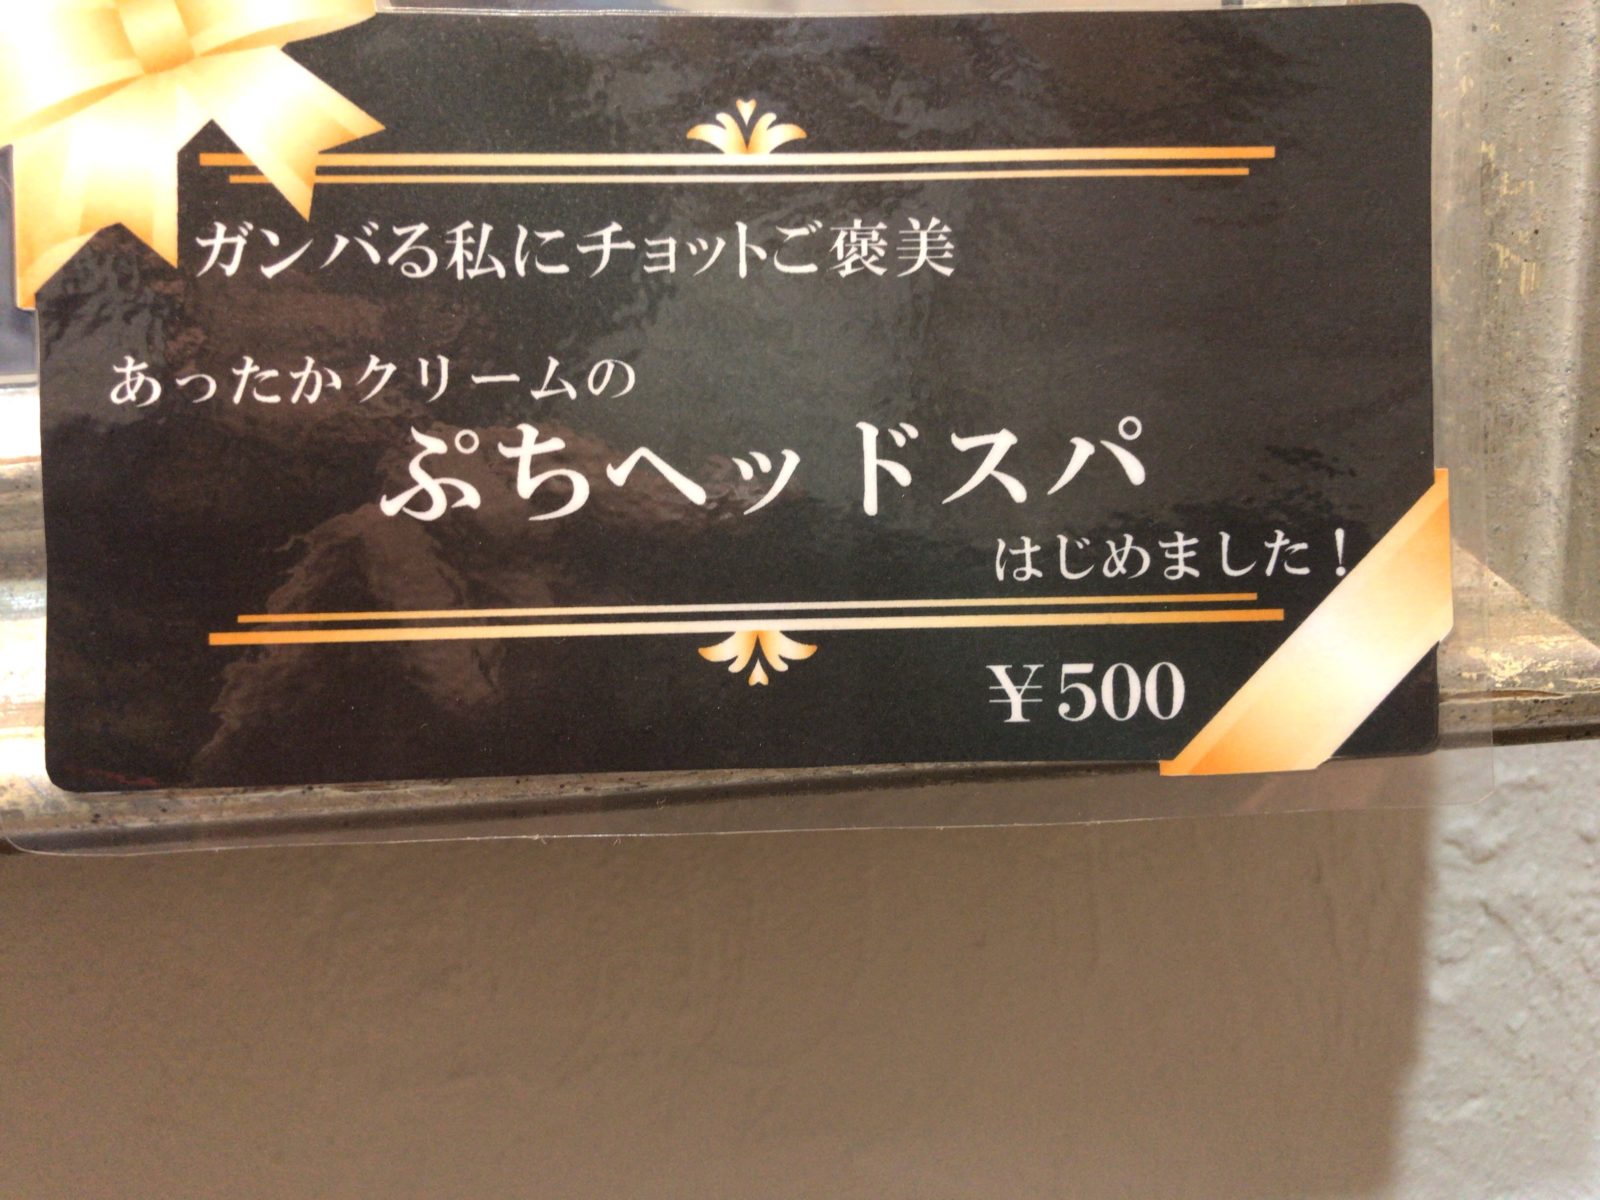 ガンバる私にチョットご褒美
あったかクリームの
ぷちヘッドスパ
はじめました！
￥500